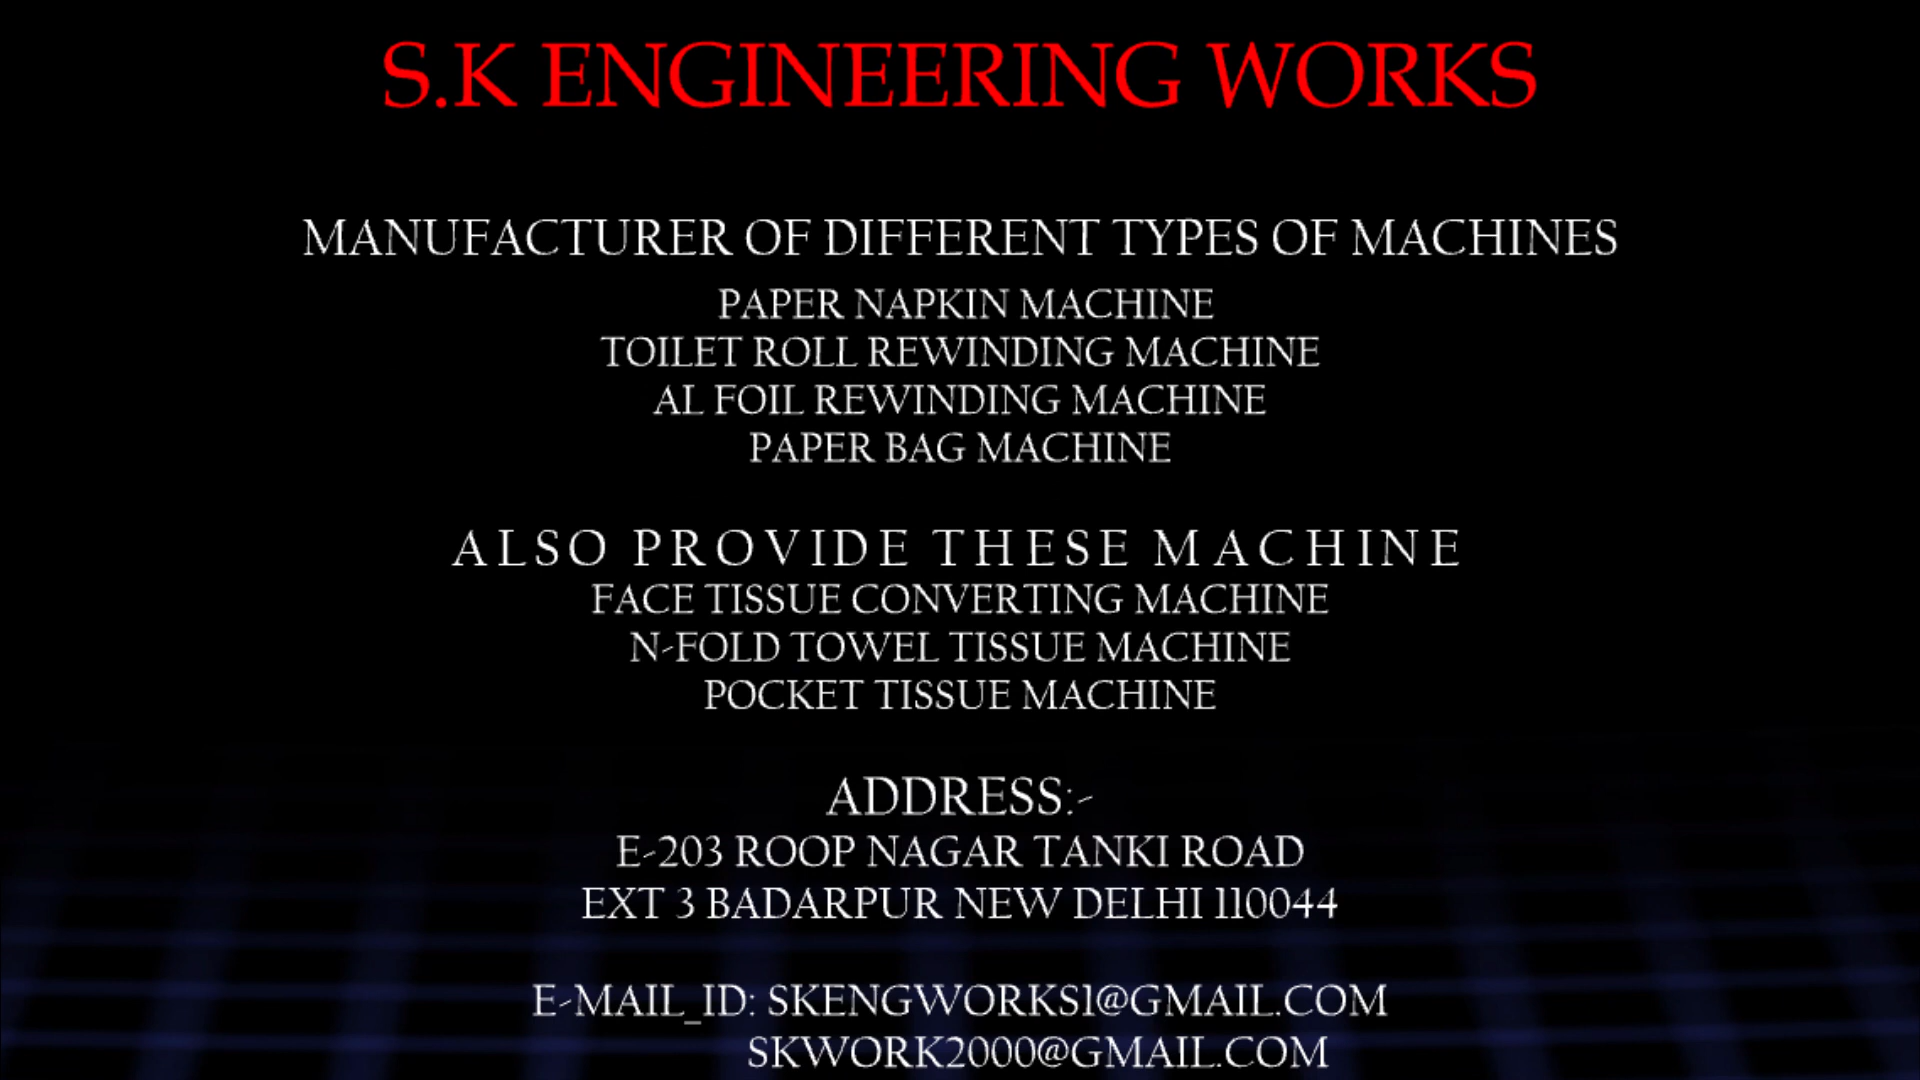 S.K ENGINEERING WORKS
MANUFACTURER OF DIFFERENT TYPES OF MACHINES
PAPER NAPKIN MACHINE
TOILET ROLL REWINDING MACHINE
AL FOIL REWINDING MACHINE
PAPER BAG MACHINE
ALSO PROVIDE THESE MACHINE
FACE TISSUE CONVERTING MACHINE
N-FOLD TOWEL TISSUE MACHINE
POCKET TISSUE MACHINE
ADDRESS:-
E-203 ROOP NAGAR TANKI ROAD
EXT 3 BADARPUR NEW DELHI 110044
E-MAIL_ID: SKENGWORKS1@GMAIL.COM
SKWORK2000@GMAIL.COM